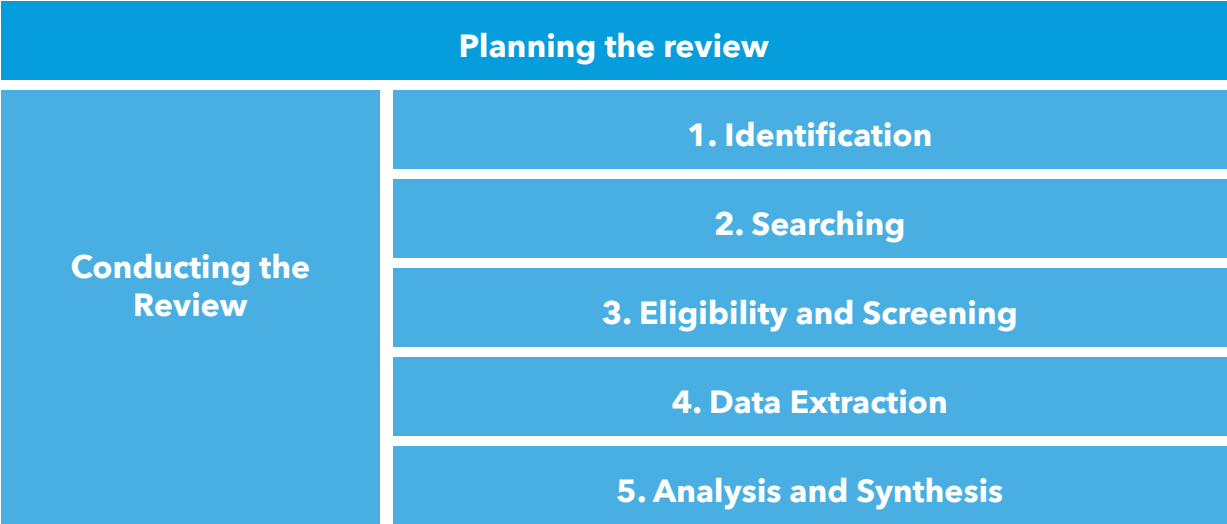 Planning the review
Conducting the
Review
1. Identification
2. Searching
3. Eligibility and Screening
4. Data Extraction
5. Analysis and Synthesis